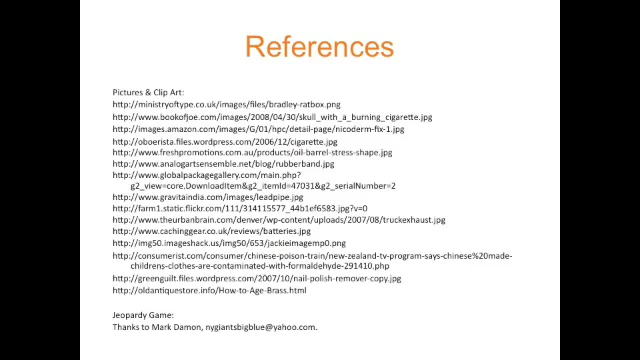 References
Pictures & Clip Art:
http://ministryoftype.co.uk/images/files/bradley-ratbox.png
http://www.bookofjoe.com/images/2008/04/30/skull_with_a_burning_cigarette.jpg
http://images.amazon.com/images/G/01/hpc/detail-page/nicoderm-fix-1.jpg
http://oboerista.files.wordpress.com/2006/12/cigarette.jpg
http://www.freshpromotions.com.au/products/oil-barrel-stress-shape.jpg
http://www.analogartsensemble.net/blog/rubberband.jpg
http://www.globalpackagegallery.com/main.php?
g2_view=core.DownloadItem&g2_itemId=47031&g2_serialNumber=2
http://www.gravitaindia.com/images/leadpipe.jpg
http://farm1.static.flickr.com/111/314115577_44b1ef6583.jpg?v=0
http://www.theurbanbrain.com/denver/wp-content/uploads/2007/08/truckexhaust.jpg
http://www.cachinggear.co.uk/reviews/batteries.jpg
http://img50.imageshack.us/img50/653/jackieimagemp0.png
http://consumerist.com/consumer/chinese-poison-train/new-zealand-tv-program-says-chinese%20made-
childrens-clothes-are-contaminated-with-formaldehyde-291410.php
http://greenguilt.files.wordpress.com/2007/10/nail-polish-remover-copy.jpg
http://oldantiquestore.info/How-to-Age-Brass.html
Jeopardy Game:
Thanks to Mark Damon, nygiantsbigblue@yahoo.com.